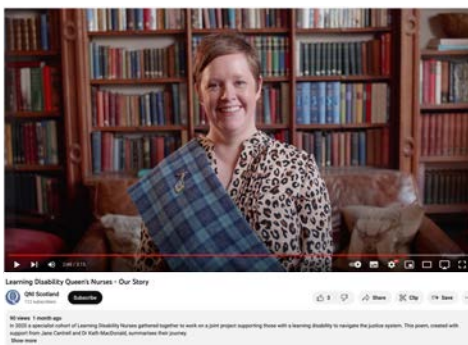 Learning Disability Queen's Nurses - Our Story
QNI Scotland
Subscribe
3
Share
Clip
Save
90 views 1 month ago
In 2025 a specialist cohort of Learning Disability Nurses gathered together to work on a joint project supporting those with a learning disability to navigate the justice system. This poem, created with
support from Jane Cantrell and Dr Keith MacDonald, summarises their journey.
Show more